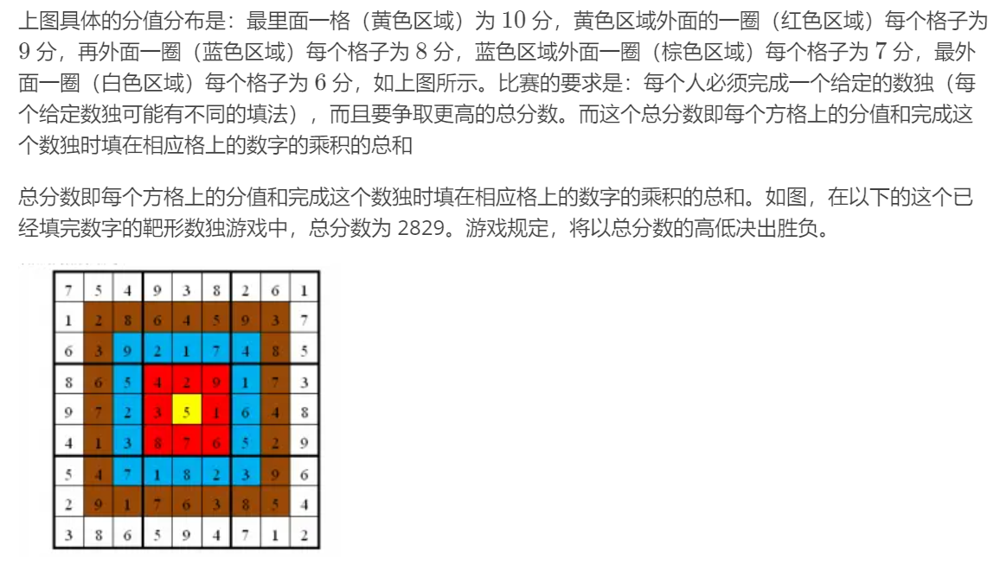 上图具体的分值分布是：最里面一格（黄色区域）为 10 分，黄色区域外面的一圈（红色区域）每个格子为
9 分，再外面一圈（蓝色区域）每个格子为 8 分，蓝色区域外面一圈（棕色区域）每个格子为 7 分，最外
面一圈（白色区域）每个格子为 6 分，如上图所示。比赛的要求是：每个人必须完成一个给定的数独（每
个给定数独可能有不同的填法），而且要争取更高的总分数。而这个总分数即每个方格上的分值和完成这
个数独时填在相应格上的数字的乘积的总和
总分数即每个方格上的分值和完成这个数独时填在相应格上的数字的乘积的总和。如图，在以下的这个已
经填完数字的靶形数独游戏中，总分数为 2829。游戏规定，将以总分数的高低决出胜负。
7 5 4 9 3 8 2 6 1
1 2 8 6 4 5 9 3 7
6 3 9 2 1 7 4 8 5
8 6 5 4 2 9 1 7 3
9 7 2 3 5 1 6 4 8
4 1 3 8 7 6 5 2 9
5 4 7 1 8 2 3 9 6
2 9 1 7 6 3 8 5 4
3 8 6 5 9 4 7 1 2